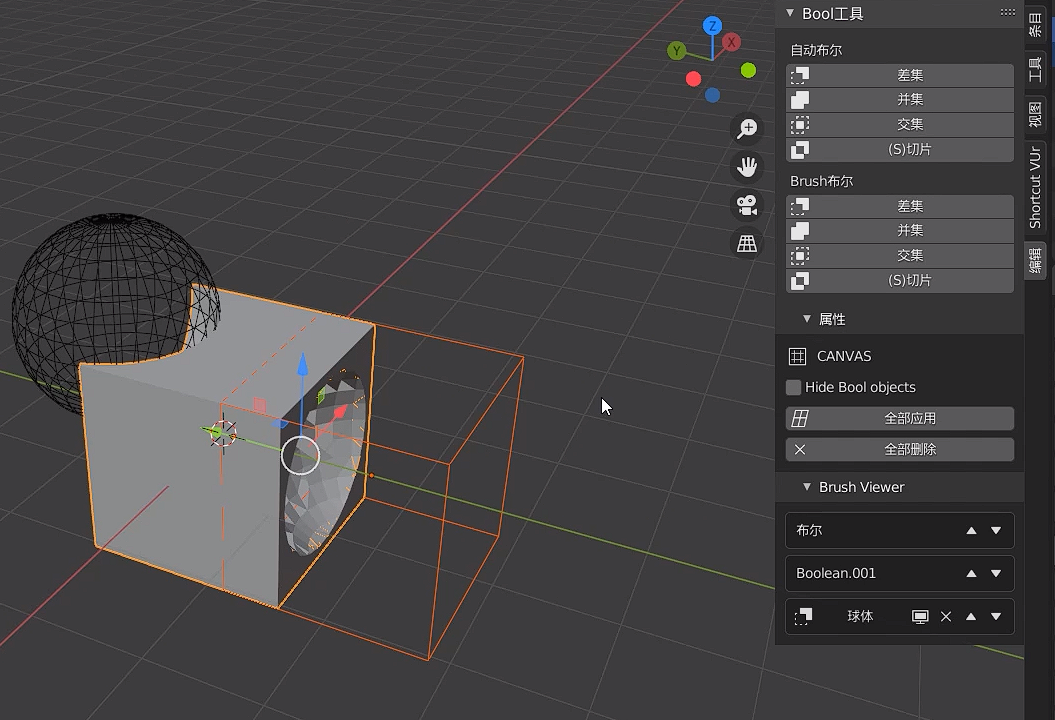 Bool工具
自动布尔
差集
并集
交集
(S)切片
Brush布尔
差集
并集
交集
(S)切片
属性
CANVAS
Hide Bool objects
全部应用
全部删除
Brush Viewer
布尔
Boolean.001
球体
条目
工具
视图
Shortcut VUr
编辑
Z
X
Y